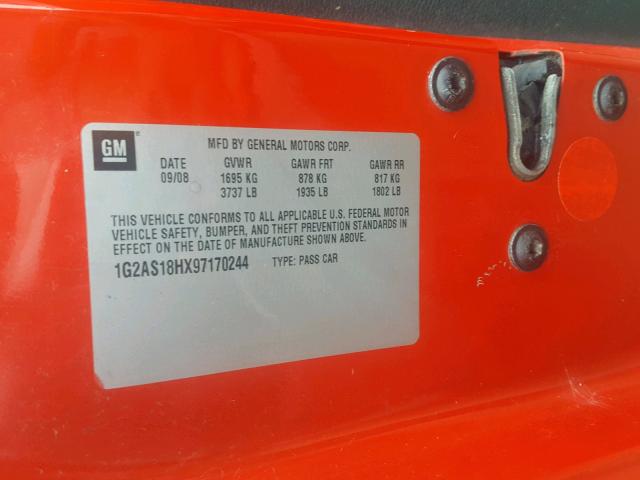 GM ®
MFD BY GENERAL MOTORS CORP.
DATE GVWR GAWR FRT GAWR RR
09/08 1695 KG 878 KG 817 KG
3737 LB 1935 LB 1802 LB
THIS VEHICLE CONFORMS TO ALL APPLICABLE U.S. FEDERAL MOTOR
VEHICLE SAFETY, BUMPER, AND THEFT PREVENTION STANDARDS IN
EFFECT ON THE DATE OF MANUFACTURE SHOWN ABOVE.
1G2AS18HX97170244 TYPE: PASS CAR